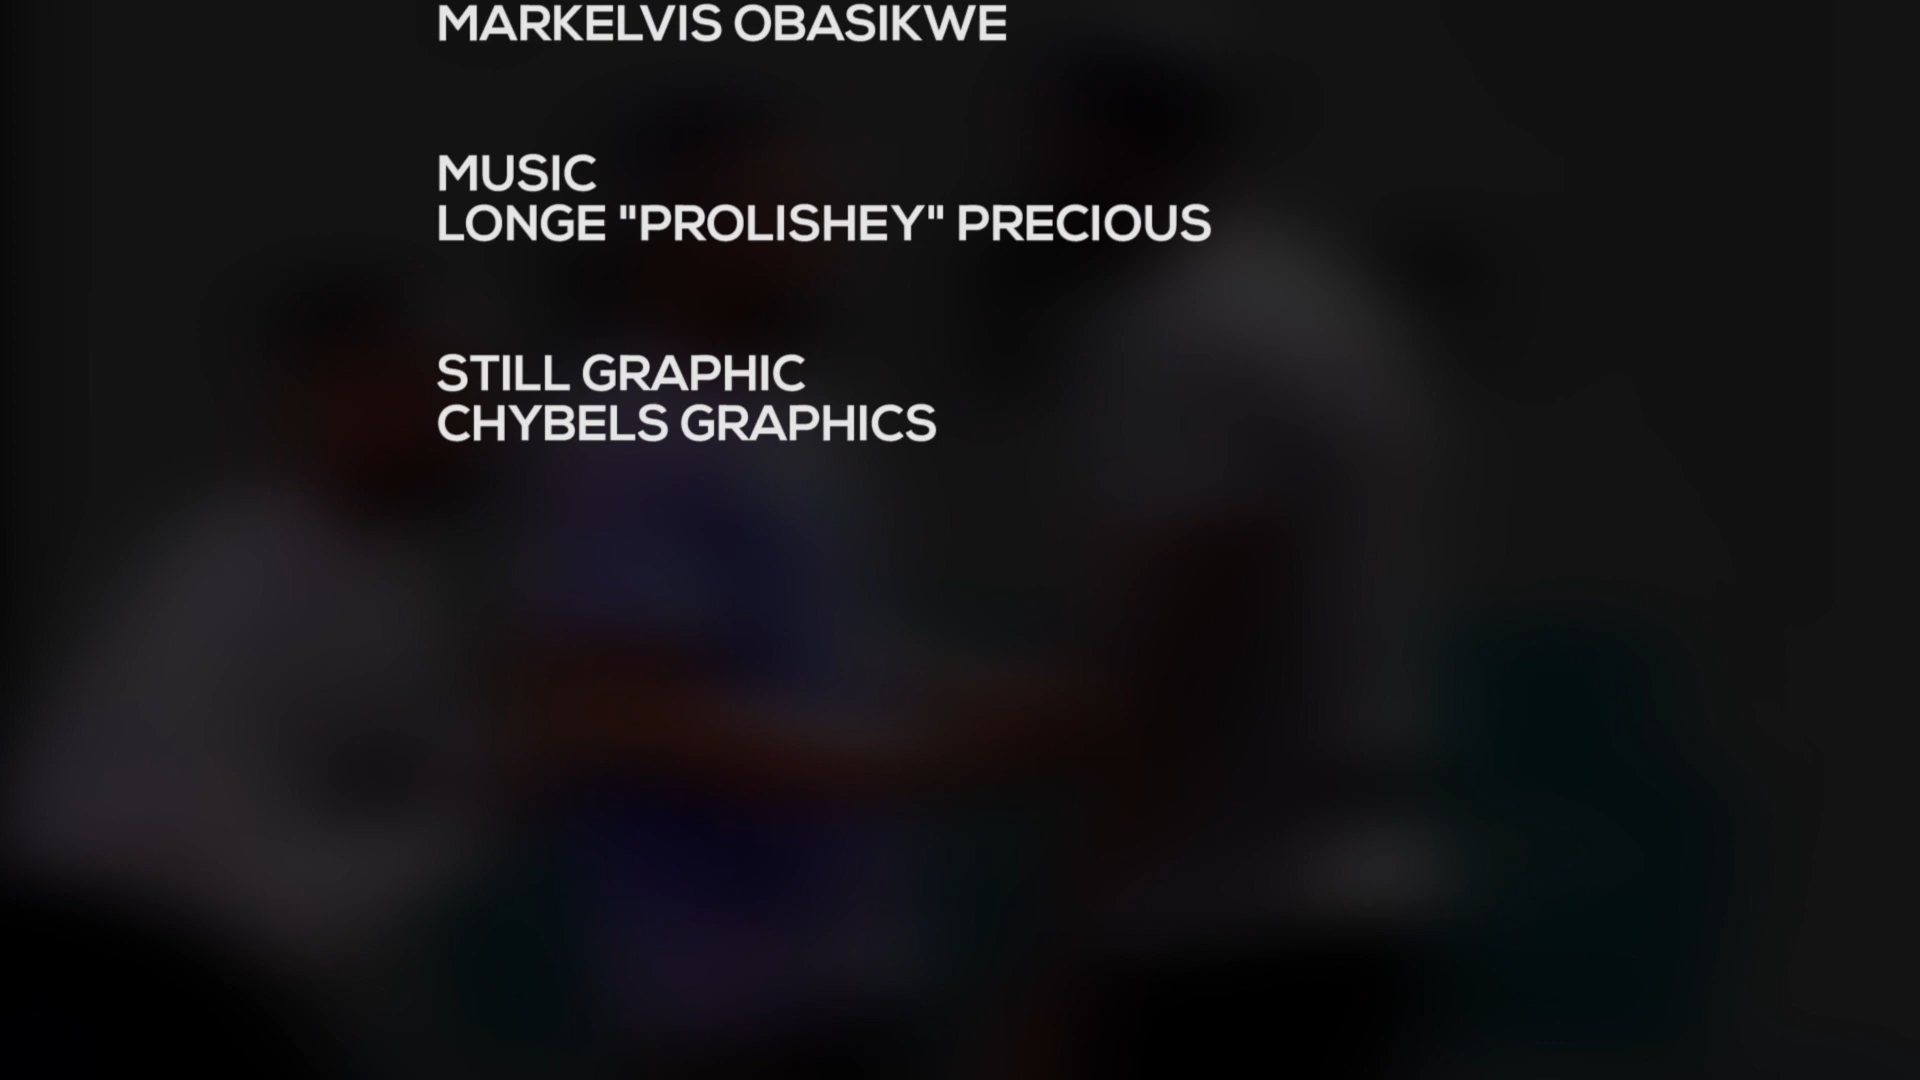 MARKELVIS OBASIKWE
MUSIC
LONGE "PROLISHEY" PRECIOUS
STILL GRAPHIC
CHYBELS GRAPHICS